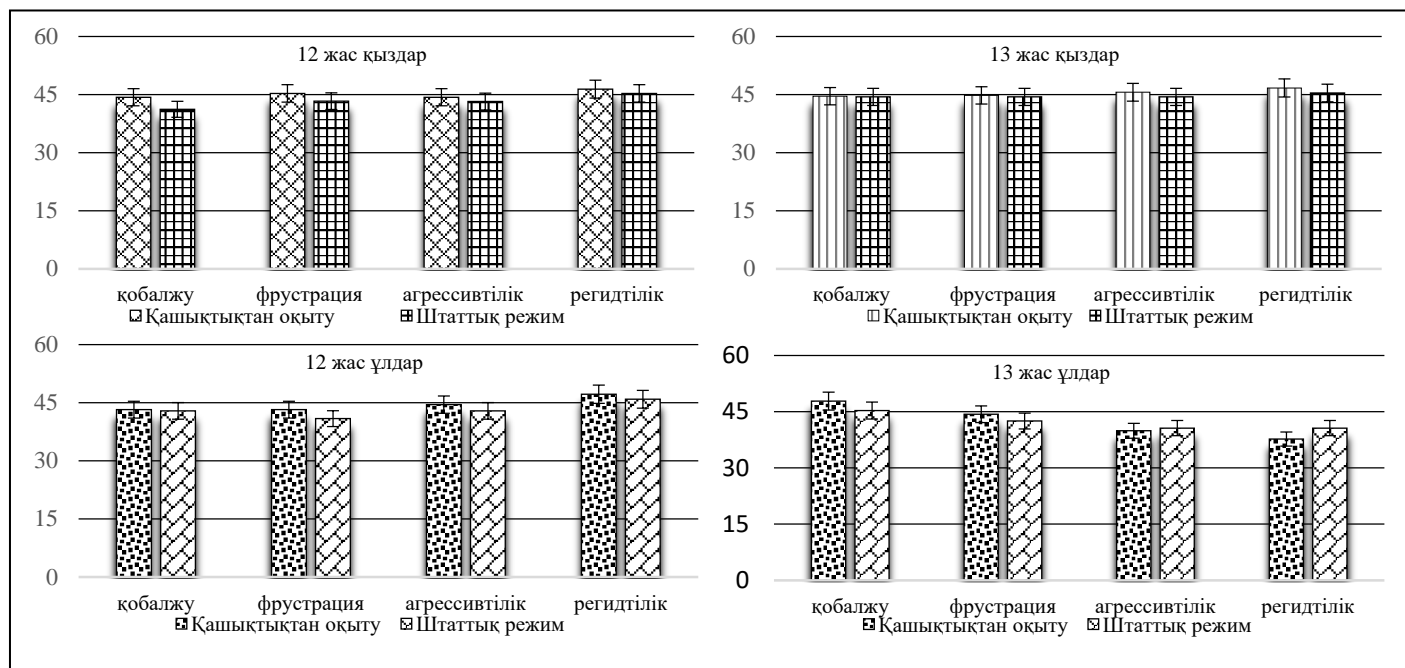 12 жас қыздар
60
45
30
15
0
қобалжу фрустрация агрессивтілік регидтілік
Қашықтықтан оқыту Штаттық режим
13 жас қыздар
60
45
30
15
0
қобалжу фрустрация агрессивтілік регидтілік
Қашықтықтан оқыту Штаттық режим
12 жас ұлдар
60
45
30
15
0
қобалжу фрустрация агрессивтілік регидтілік
Қашықтықтан оқыту Штаттық режим
13 жас ұлдар
60
45
30
15
0
қобалжу фрустрация агрессивтілік регидтілік
Қашықтықтан оқыту Штаттық режим